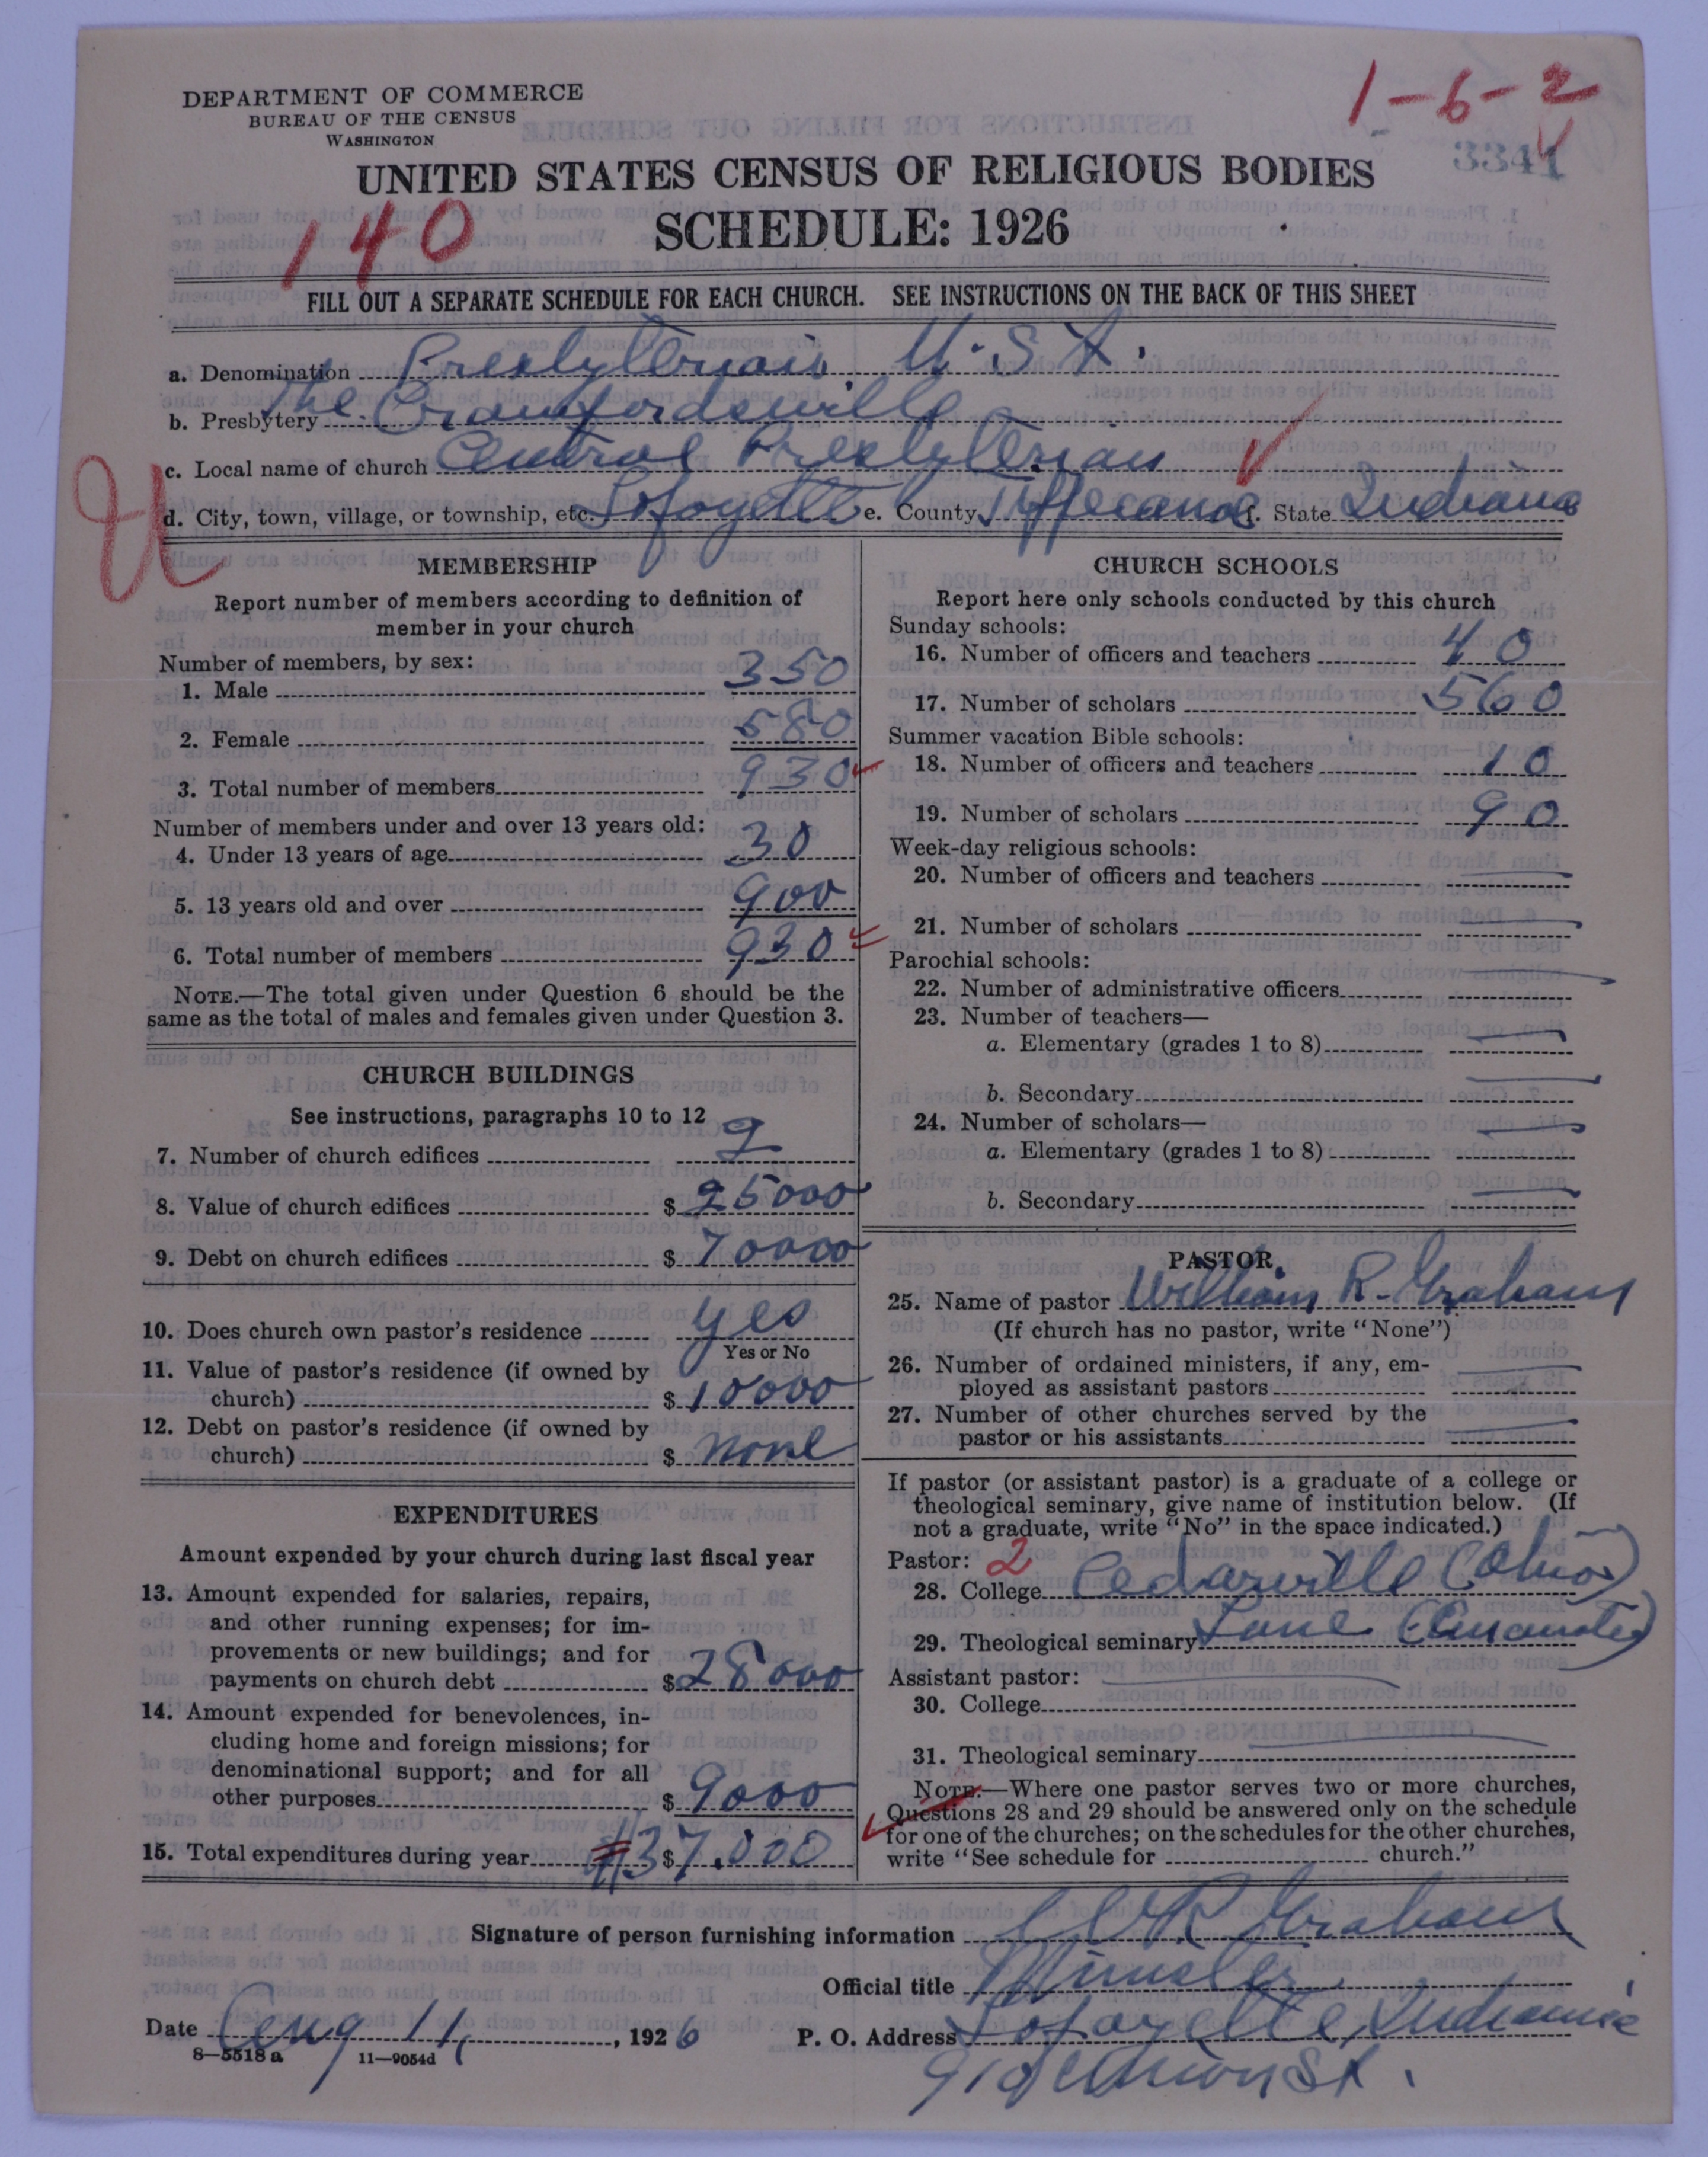 1-6-2
DEPARTMENT OF COMMERCE
BUREAU OF THE CENSUS
WASHINGTON
3341
UNITED STATES CENSUS OF RELIGIOUS BODIES
140
SCHEDULE: 1926
FILL OUT A SEPARATE SCHEDULE FOR EACH CHURCH. SEE INSTRUCTIONS ON THE BACK OF THIS SHEET
a. Denomination Presbyterian, U.S.A.
b. Presbytery The Crawfordsville
c. Local name of church Central Presbyterian
U
d. City, town, village, or township, etc. Lafayette e. County Tippecanoe f. State Indiana
MEMBERSHIP
Report number of members according to definition of
member in your church
Number of members, by sex:
1. Male 350
2. Female 580
3. Total number of members 930
Number of members under and over 13 years old:
4. Under 13 years of age 30
5. 13 years old and over 900
6. Total number of members 930
NOTE.—The total given under Question 6 should be the
same as the total of males and females given under Question 3.
CHURCH BUILDINGS
See instructions, paragraphs 10 to 12
7. Number of church edifices
8. Value of church edifices $
9. Debt on church edifices $ 70000
10. Does church own pastor's residence yes
Yes or No
11. Value of pastor's residence (if owned by
church) $ 10000
12. Debt on pastor's residence (if owned by
church) $ none
EXPENDITURES
Amount expended by your church during last fiscal year
13. Amount expended for salaries, repairs,
and other running expenses; for im-
provements or new buildings; and for
payments on church debt $ 28000
14. Amount expended for benevolences, in-
cluding home and foreign missions; for
denominational support; and for all
other purposes $ 9000
15. Total expenditures during year $ 37.000
CHURCH SCHOOLS
Report here only schools conducted by this church
Sunday schools:
16. Number of officers and teachers 40
17. Number of scholars 560
Summer vacation Bible schools:
18. Number of officers and teachers 10
19. Number of scholars 90
Week-day religious schools:
20. Number of officers and teachers
21. Number of scholars
Parochial schools:
22. Number of administrative officers
23. Number of teachers—
a. Elementary (grades 1 to 8)
b. Secondary
24. Number of scholars—
a. Elementary (grades 1 to 8)
b. Secondary
PASTOR
25. Name of pastor William R. Graham
(If church has no pastor, write "None")
26. Number of ordained ministers, if any, em-
ployed as assistant pastors
27. Number of other churches served by the
pastor or his assistants
If pastor (or assistant pastor) is a graduate of a college or
theological seminary, give name of institution below. (If
not a graduate, write "No" in the space indicated.)
Pastor: 2
28. College Cedarville (Ohio)
29. Theological seminary Lane (Cincinnati)
Assistant pastor:
30. College
31. Theological seminary
NOTE.—Where one pastor serves two or more churches,
Questions 28 and 29 should be answered only on the schedule
for one of the churches; on the schedules for the other churches,
write "See schedule for church."
Signature of person furnishing information W R Graham
Official title Minister
Date Aug 11, 1926 P. O. Address Lafayette, Indiana
8—5518 a 11—9054d
Union St.